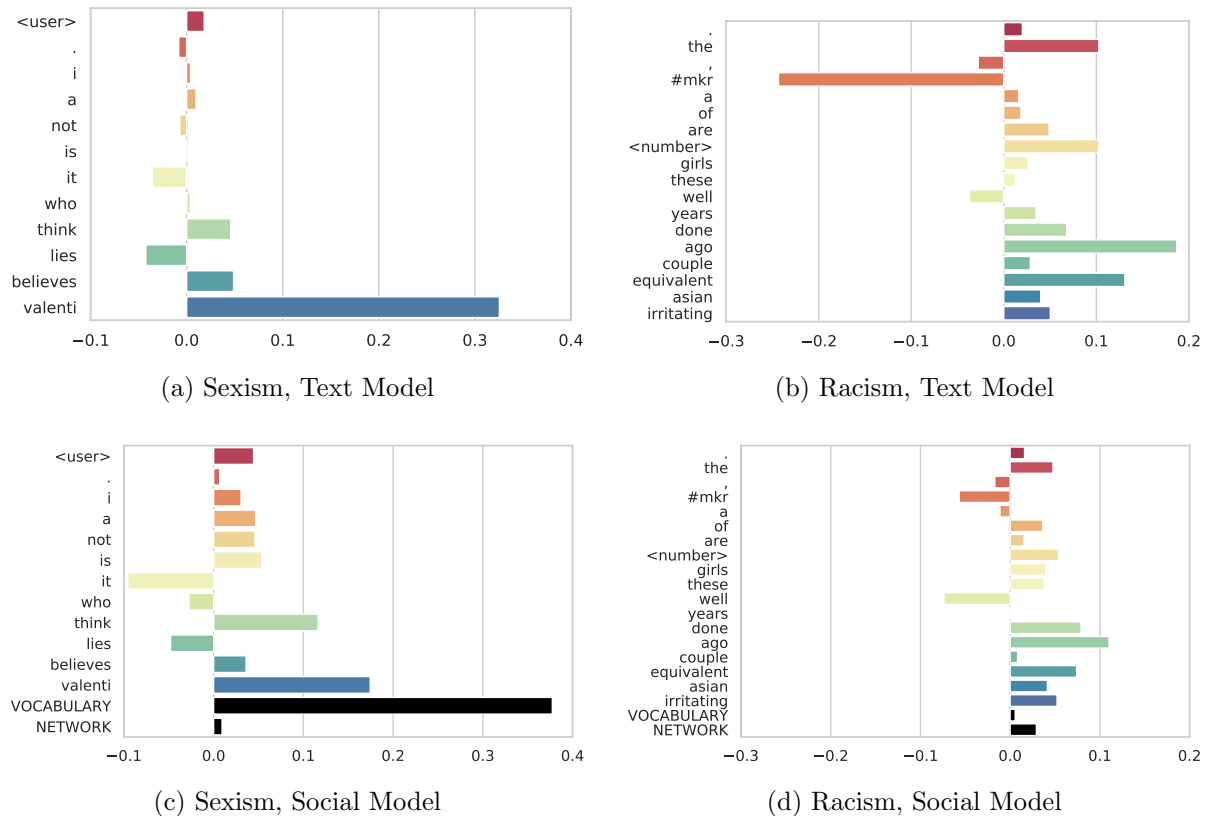 <user>
.
i
a
not
is
it
who
think
lies
believes
valenti
−0.1 0.0 0.1 0.2 0.3 0.4
(a) Sexism, Text Model
.
the
,
#mkr
a
of
are
<number>
girls
these
well
years
done
ago
couple
equivalent
asian
irritating
−0.3 −0.2 −0.1 0.0 0.1 0.2
(b) Racism, Text Model
<user>
.
i
a
not
is
it
who
think
lies
believes
valenti
VOCABULARY
NETWORK
−0.1 0.0 0.1 0.2 0.3 0.4
(c) Sexism, Social Model
.
the
,
#mkr
a
of
are
<number>
girls
these
well
years
done
ago
couple
equivalent
asian
irritating
VOCABULARY
NETWORK
−0.3 −0.2 −0.1 0.0 0.1 0.2
(d) Racism, Social Model